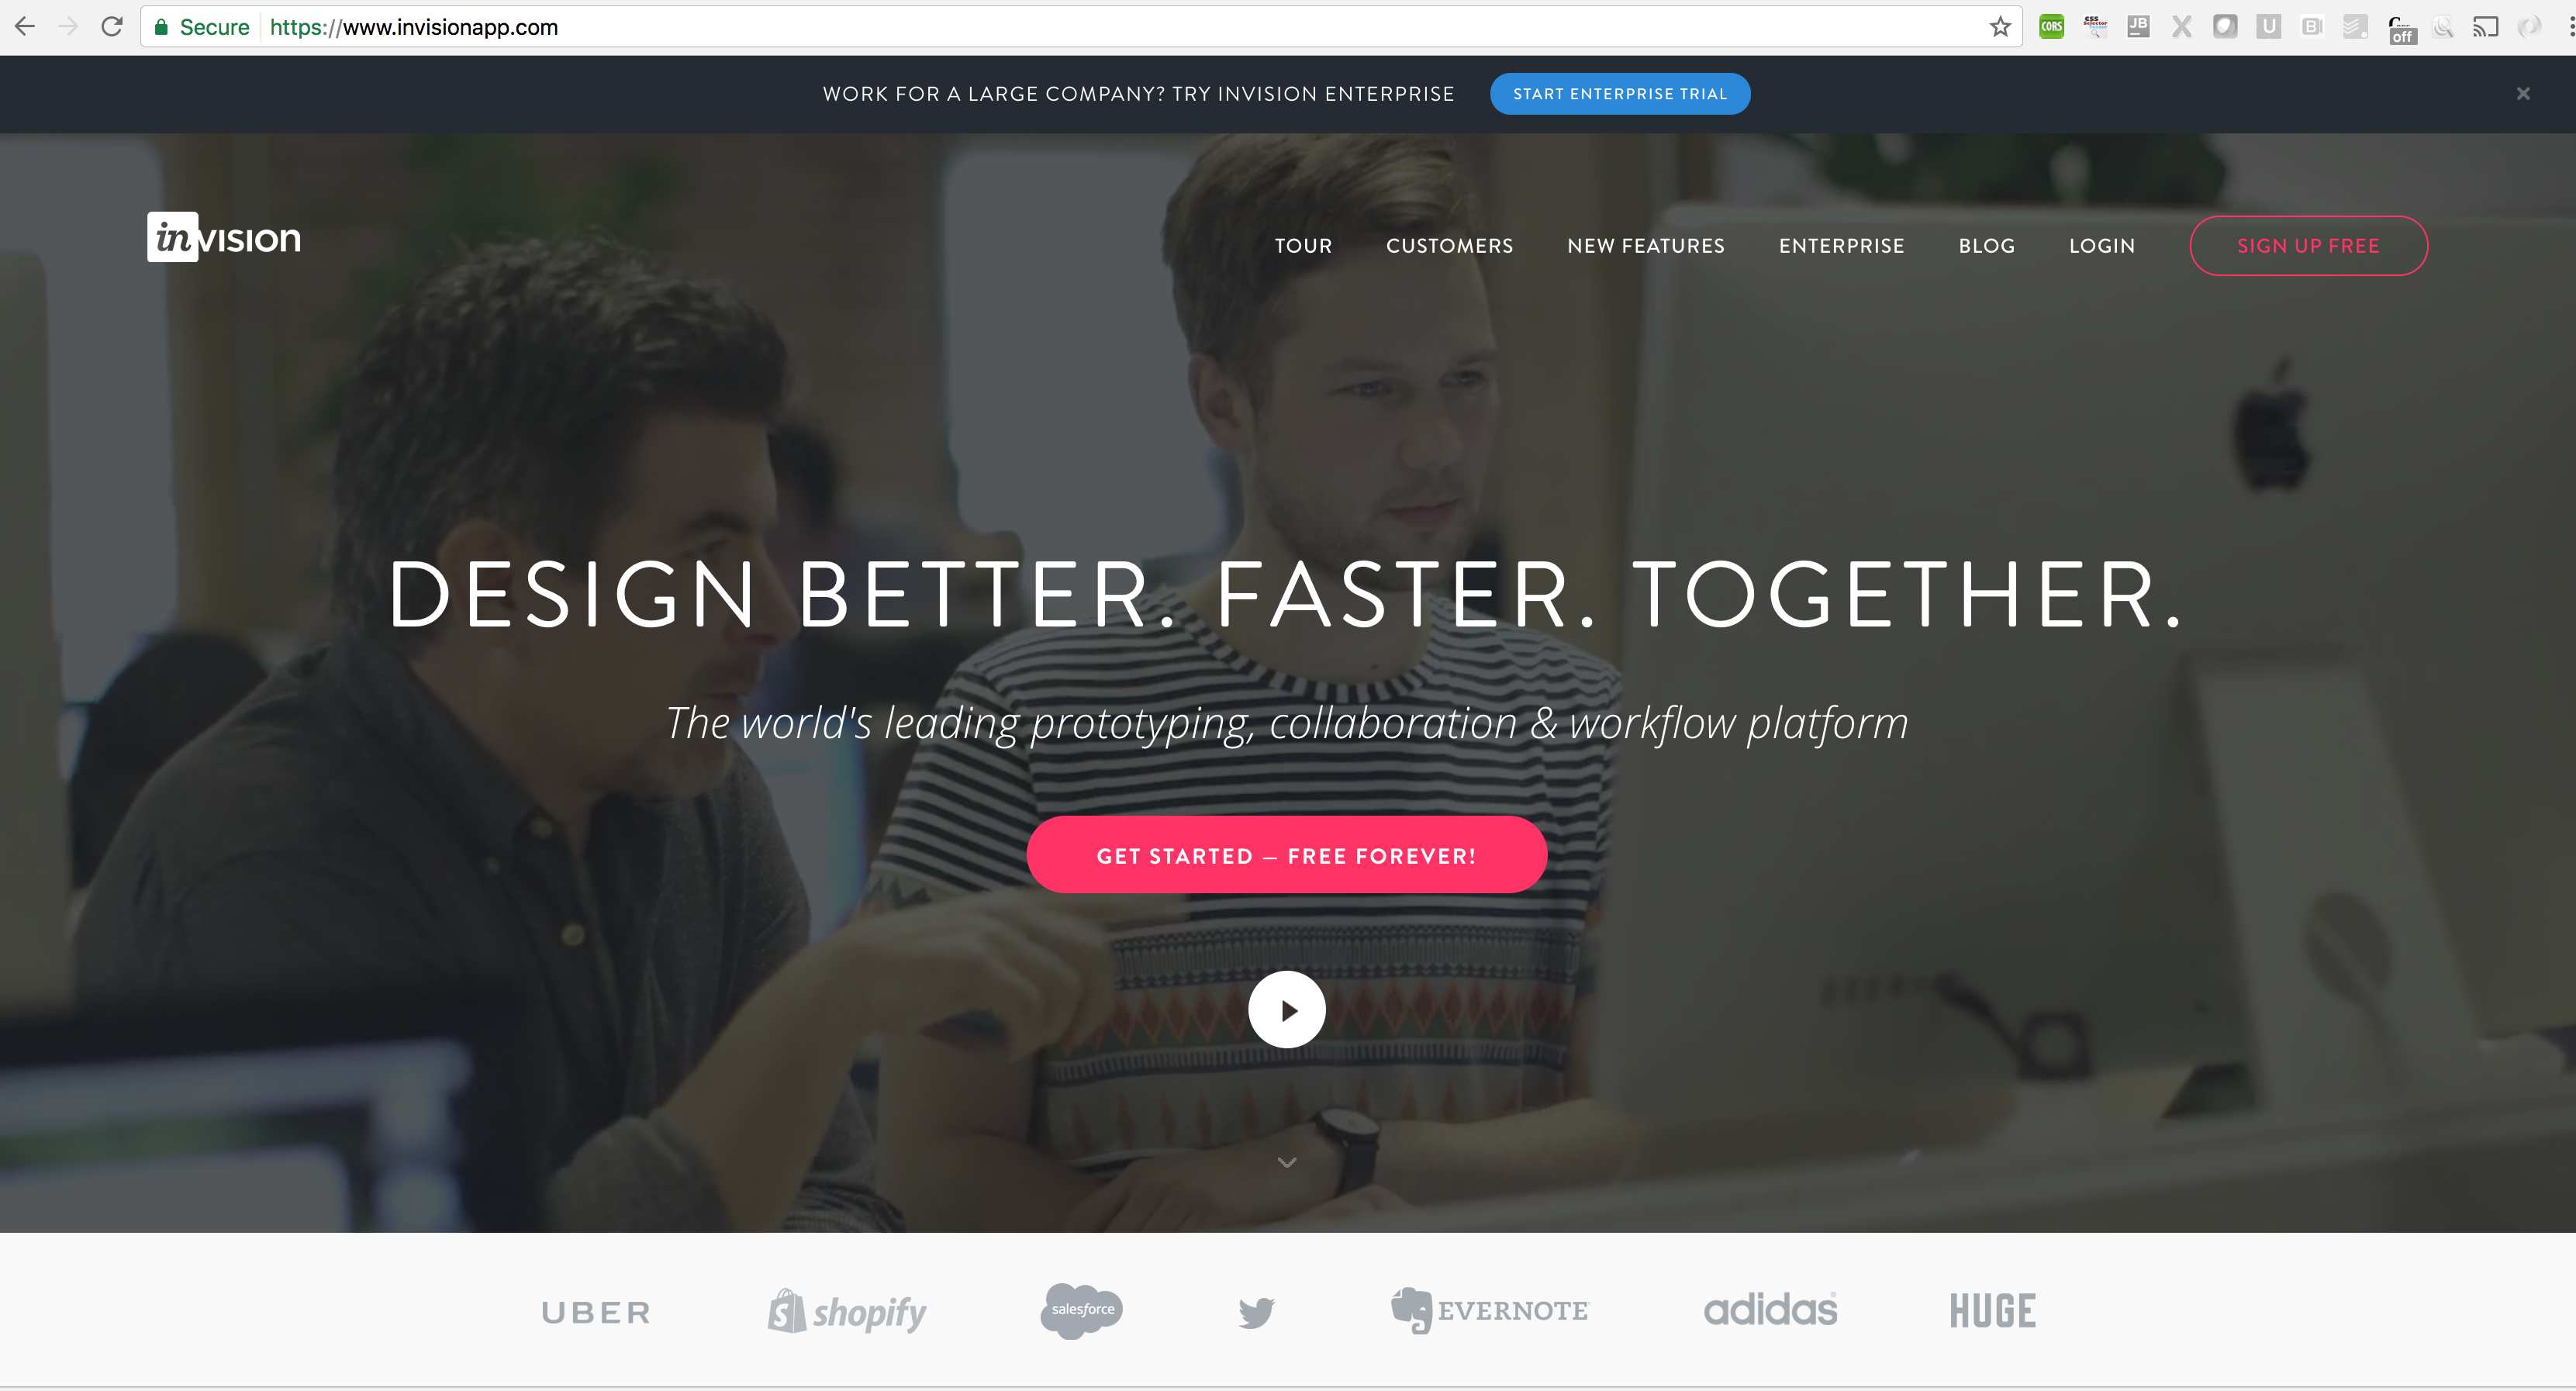 Secure https://www.invisionapp.com
CORS
css
JB
U
B
off
WORK FOR A LARGE COMPANY? TRY INVISION ENTERPRISE START ENTERPRISE TRIAL
invision
TOUR CUSTOMERS NEW FEATURES ENTERPRISE BLOG LOGIN SIGN UP FREE
DESIGN BETTER. FASTER. TOGETHER.
The world's leading prototyping, collaboration & workflow platform
GET STARTED — FREE FOREVER!
UBER shopify salesforce EVERNOTE adidas HUGE